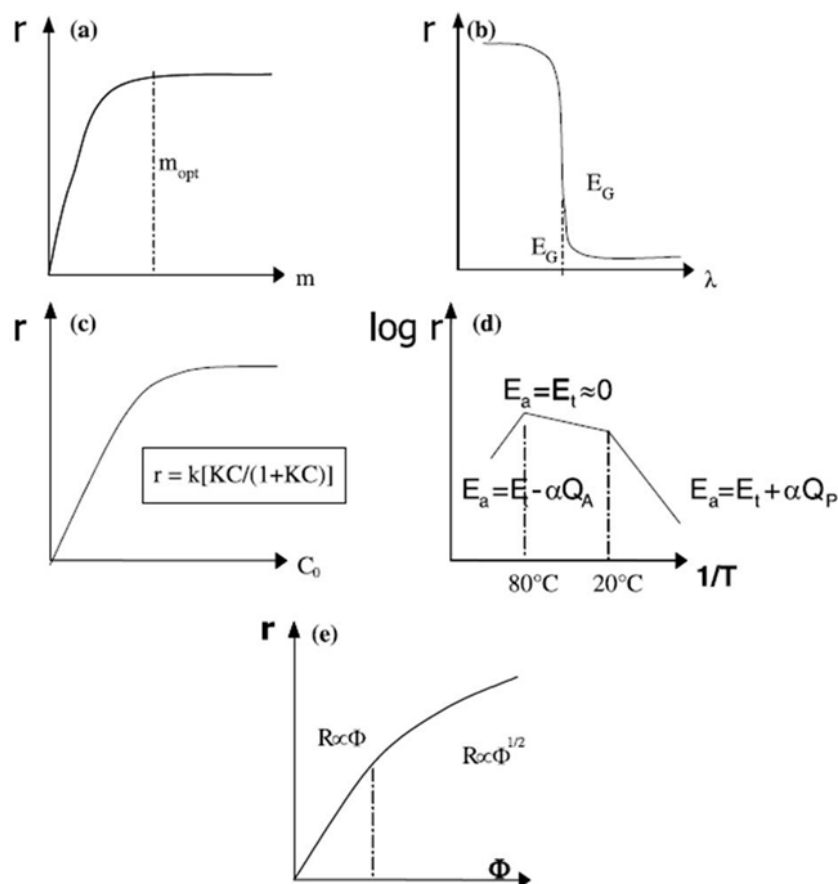 r (a)
m_opt
m
r (b)
E_G
E_G
λ
r (c)
r = k[KC/(1+KC)]
C_0
log r (d)
E_a=E_t≈0
E_a=E_t-αQ_A
E_a=E_t+αQ_P
80°C 20°C 1/T
r (e)
R∝Φ
R∝Φ^1/2
Φ